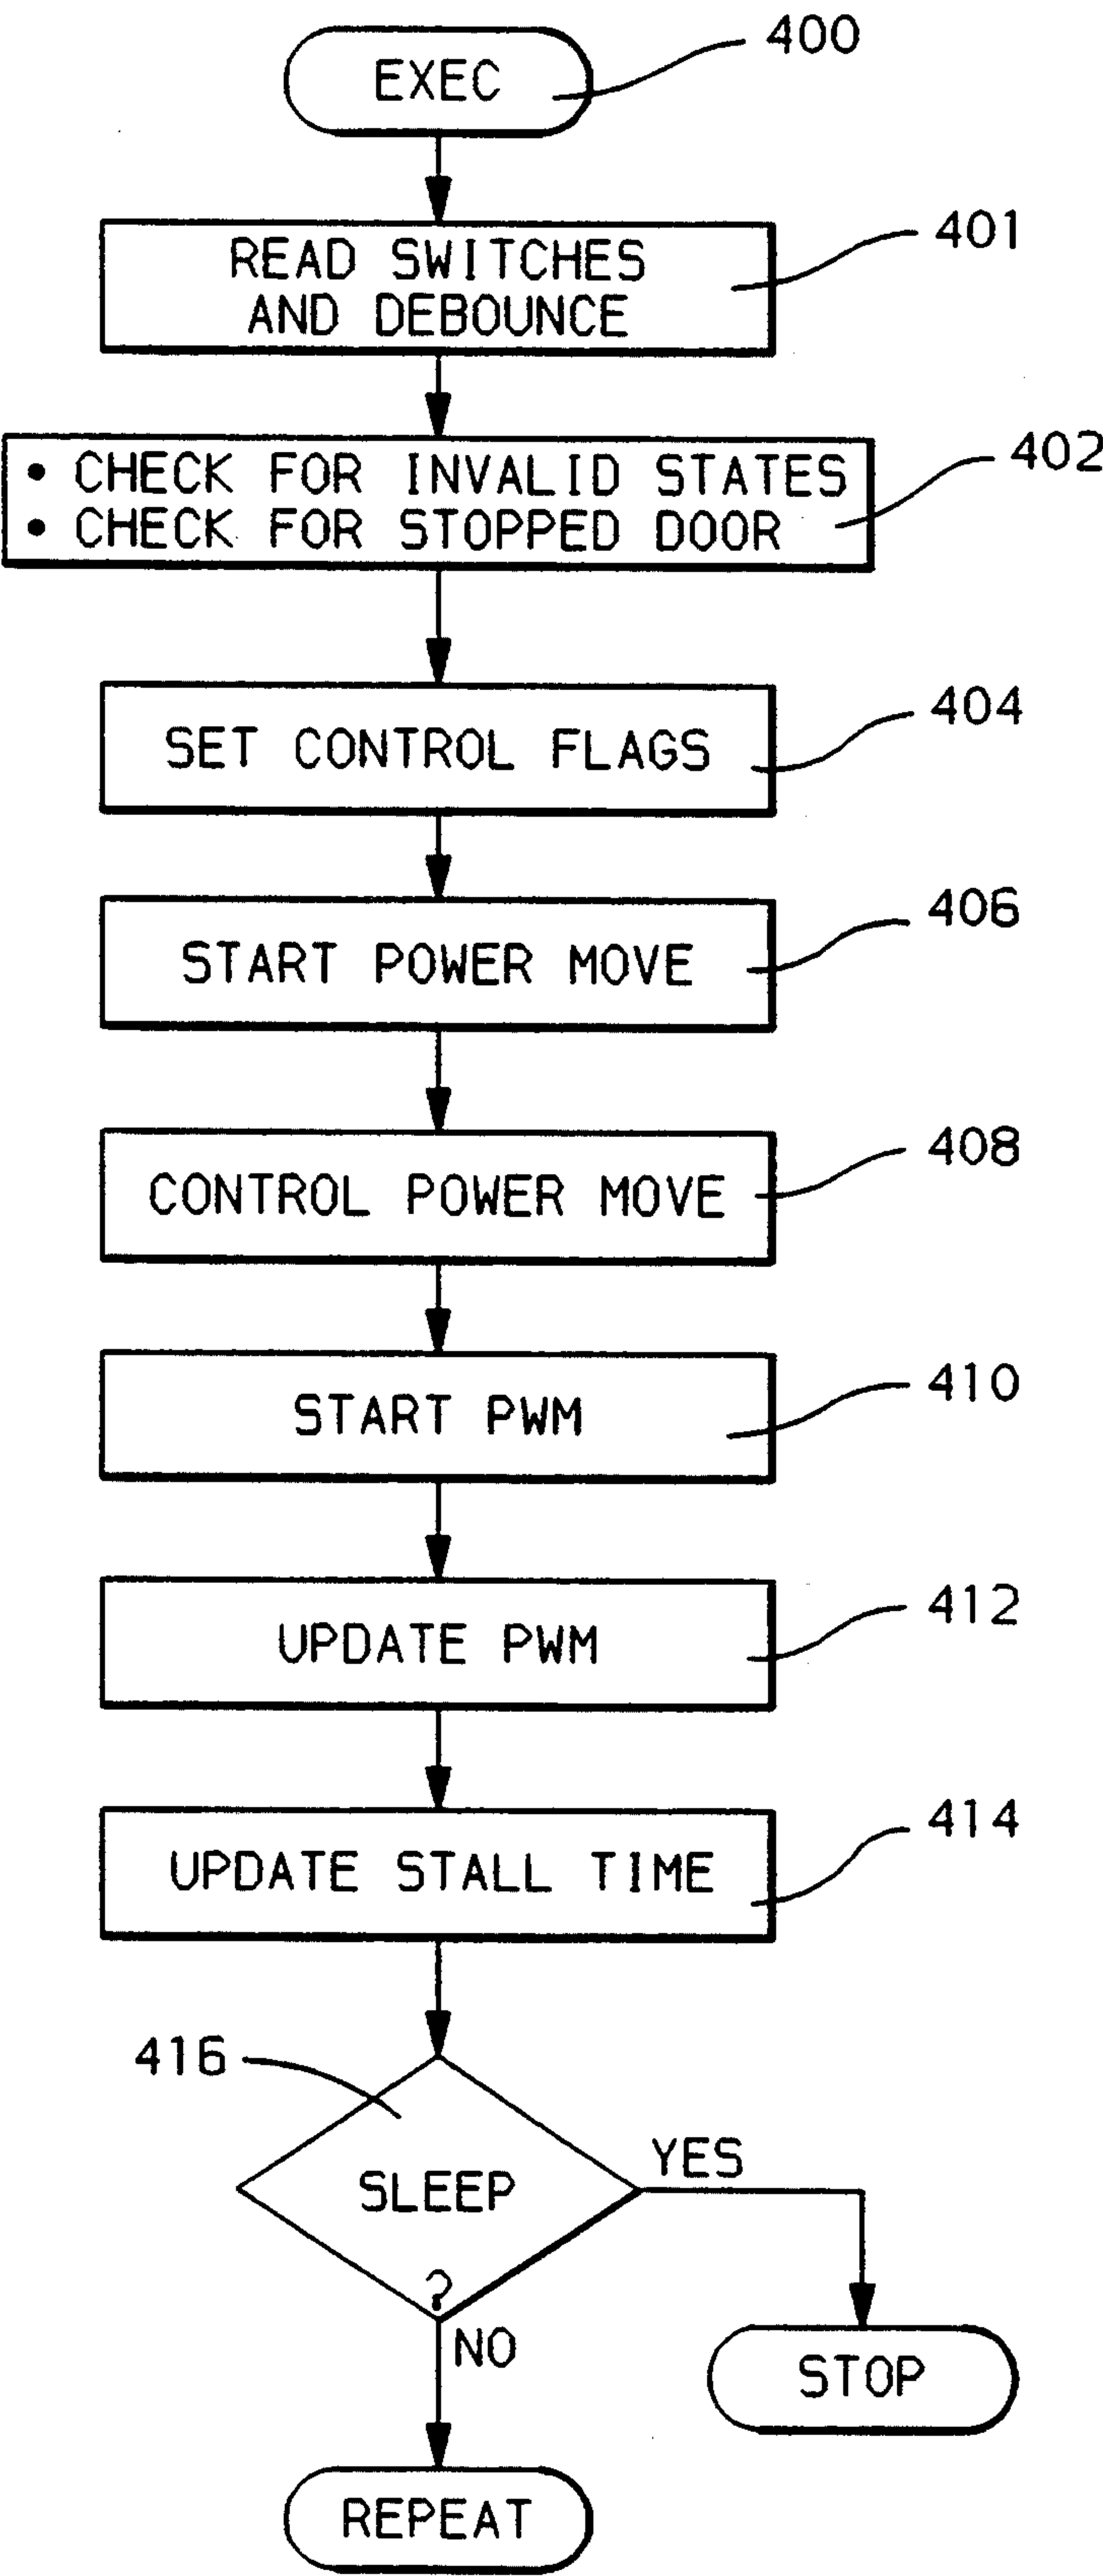 EXEC
400
READ SWITCHES
AND DEBOUNCE
401
• CHECK FOR INVALID STATES
• CHECK FOR STOPPED DOOR
402
SET CONTROL FLAGS
404
START POWER MOVE
406
CONTROL POWER MOVE
408
START PWM
410
UPDATE PWM
412
UPDATE STALL TIME
414
416
SLEEP
?
YES
NO
STOP
REPEAT